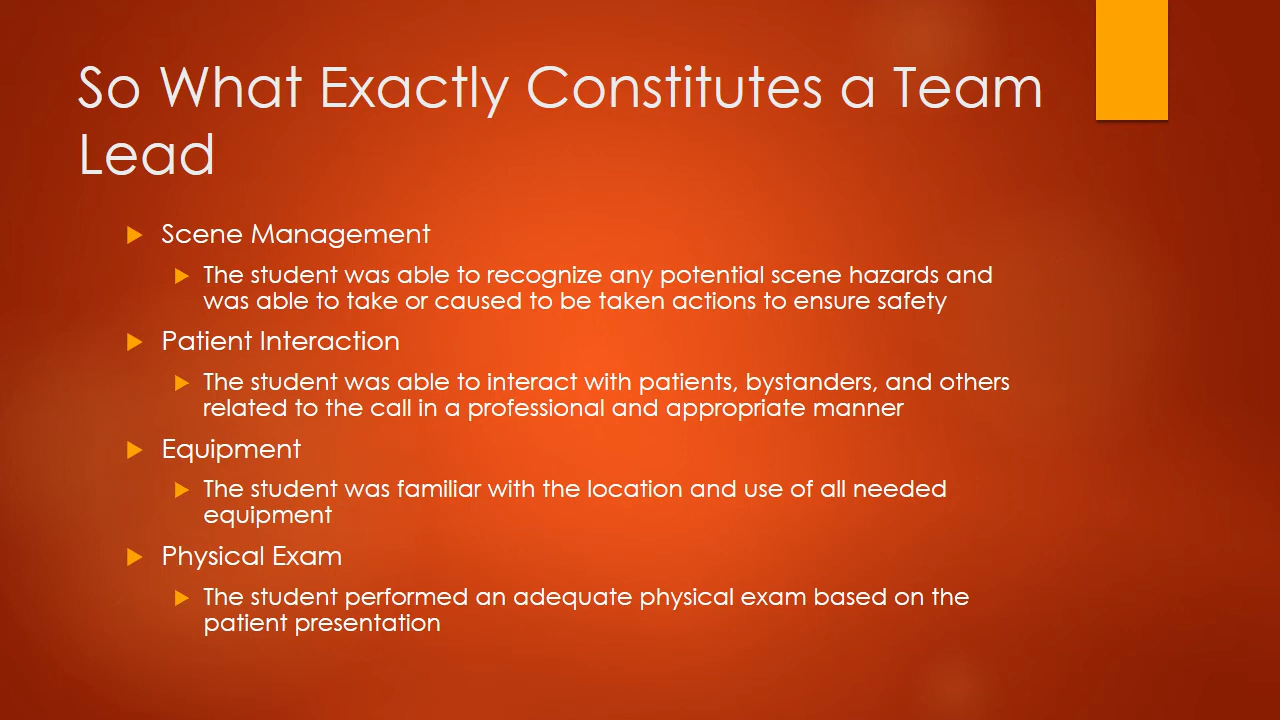 So What Exactly Constitutes a Team
Lead
Scene Management
The student was able to recognize any potential scene hazards and
was able to take or caused to be taken actions to ensure safety
Patient Interaction
The student was able to interact with patients, bystanders, and others
related to the call in a professional and appropriate manner
Equipment
The student was familiar with the location and use of all needed
equipment
Physical Exam
The student performed an adequate physical exam based on the
patient presentation